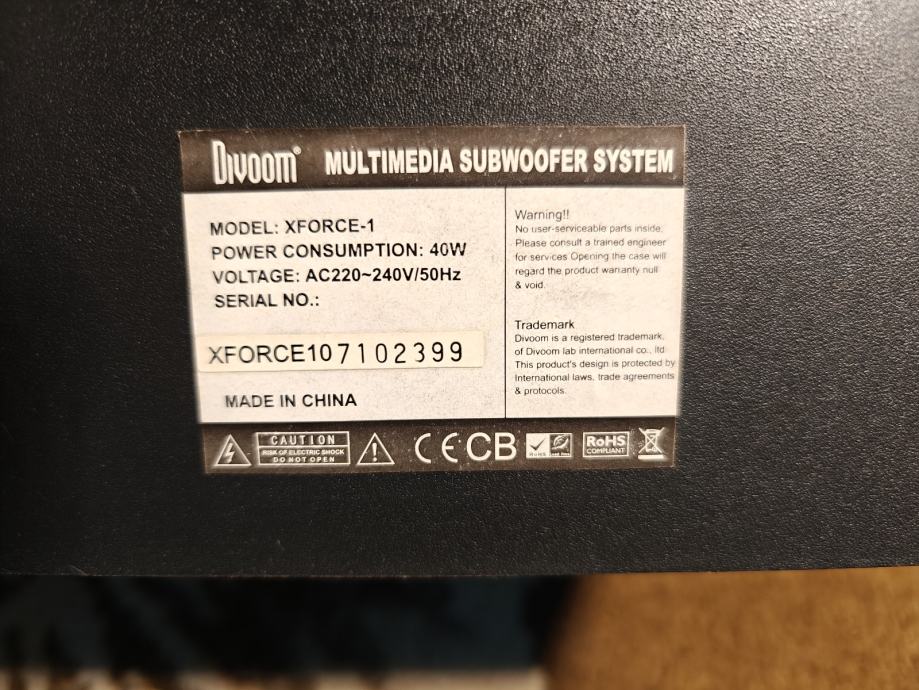 Divoom® MULTIMEDIA SUBWOOFER SYSTEM
MODEL: XFORCE-1
POWER CONSUMPTION: 40W
VOLTAGE: AC220~240V/50Hz
SERIAL NO.:
XFORCE107102399
MADE IN CHINA
Warning!!
No user-serviceable parts inside.
Please consult a trained engineer
for services Opening the case will
regard the product warranty null
& void.
Trademark
Divoom is a registered trademark,
of Divoom lab international co., ltd
This product's design is protected by
International laws, trade agreements
& protocols.
CAUTION
RISK OF ELECTRIC SHOCK
DO NOT OPEN
CE CB
RoHS
RoHS
COMPLIANT